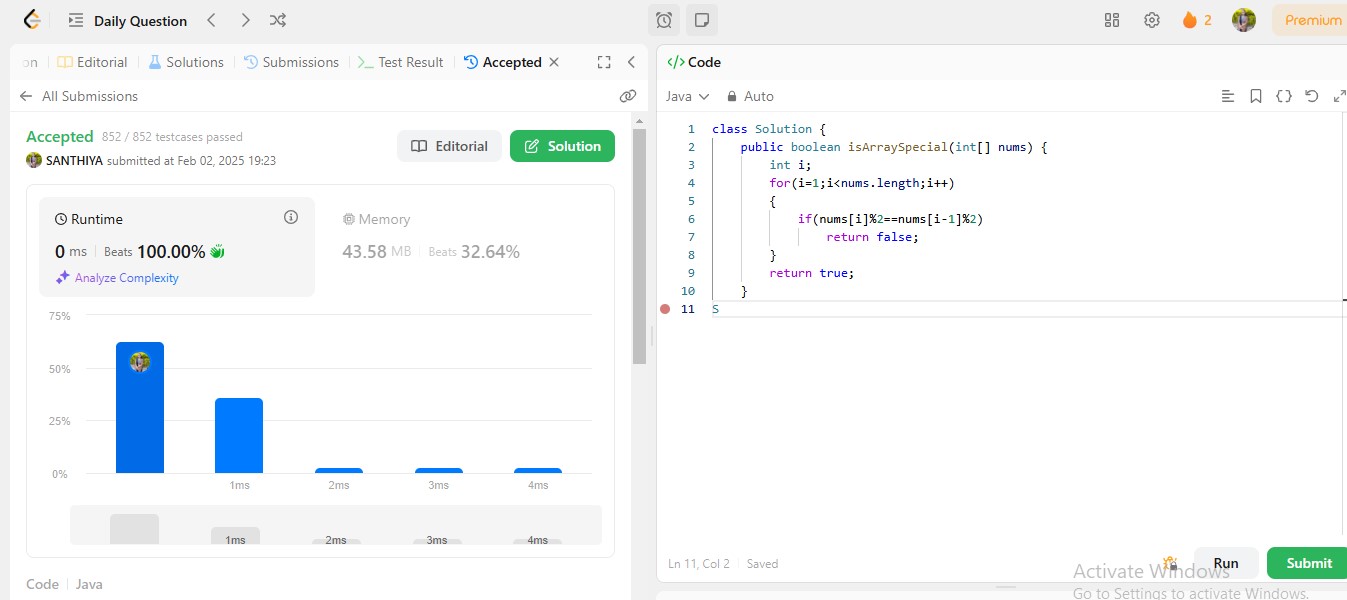 Daily Question
2
Premium
on
Editorial
Solutions
Submissions
Test Result
Accepted
All Submissions
Accepted 852 / 852 testcases passed
SANTHIYA submitted at Feb 02, 2025 19:23
Editorial
Solution
Runtime
0 ms Beats 100.00%
Analyze Complexity
Memory
43.58 MB Beats 32.64%
75%
50%
25%
0%
1ms 2ms 3ms 4ms
1ms 2ms 3ms 4ms
Code Java
</> Code
Java Auto
1 class Solution {
2 public boolean isArraySpecial(int[] nums) {
3 int i;
4 for(i=1;i<nums.length;i++)
5 {
6 if(nums[i]%2==nums[i-1]%2)
7 return false;
8 }
9 return true;
10 }
11 S
Ln 11, Col 2 Saved
Run
Submit
Activate Windows
Go to Settings to activate Windows.